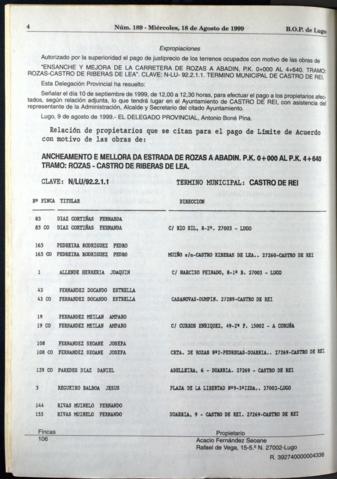 4 Núm. 189 - Miércoles, 18 de Agosto de 1999 B.O.P. de Lugo
Expropiaciones
Autorizado por la superioridad el pago de justiprecio de los terrenos ocupados con motivo de las obras de
"ENSANCHE Y MEJORA DE LA CARRETERA DE ROZAS A ABADIN. P.K. 0+000 AL 4+640. TRAMO:
ROZAS-CASTRO DE RIBERAS DE LEA". CLAVE: N-LU- 92.2.1.1. TERMINO MUNICIPAL DE CASTRO DE REI.
Esta Delegación Provincial ha resuelto:
Señalar el día 10 de septiembre de 1999, de 12,00 a 12,30 horas, para efectuar el pago a los propietarios afec-
tados, según relación adjunta, lo que tendrá lugar en el Ayuntamiento de CASTRO DE REI, con asistencia del
representante de la Administración, Alcalde y Secretario del citado Ayuntamiento.
Lugo, 9 de agosto de 1999.- EL DELEGADO PROVINCIAL, Antonio Boné Pina.
Relación de propietarios que se citan para el pago de Límite de Acuerdo
con motivo de las obras de:
ANCHEAMENTO E MELLORA DA ESTRADA DE ROZAS A ABADIN. P.K. 0+000 AL P.K. 4+640
TRAMO: ROZAS - CASTRO DE RIBERAS DE LEA.
CLAVE: N/LU/92.2.1.1 TERMINO MUNICIPAL: CASTRO DE REI
Nº FINCA TITULAR DIRECCION
83 DIAZ CORTIÑAS FERNANDA
83 CO DIAZ CORTIÑAS FERNANDA C/ RIO SIL, 8-2º. 27003 - LUGO
165 PEDREIRA RODRIGUEZ PEDRO
165 CO PEDREIRA RODRIGUEZ PEDRO MUIÑO s/n-CASTRO RIBERAS DE LEA.. 27260-CASTRO DE REI
1 ALLENDE HERRERIA JOAQUIN C/ NARCISO PEINADO, 8-1º B. 27003 - LUGO
43 FERNANDEZ DOCANDO ESTRELLA
43 CO FERNANDEZ DOCANDO ESTRELLA CASANOVAS-DUMPIN. 27289-CASTRO DE REI
19 FERNANDEZ MEILAN AMPARO
19 CO FERNANDEZ MEILAN AMPARO C/ CURROS ENRIQUEZ, 49-2º F. 15002 - A CORUÑA
108 FERNANDEZ SEOANE JOSEFA
108 CO FERNANDEZ SEOANE JOSEFA CRTA. DE ROZAS Nº2-PEDREGAS-DUARRIA.. 27269-CASTRO DE REI
139 CO PAREDES DIAZ DANIEL ABELLEIRA, 6 - DUARRIA. 27269 - CASTRO DE REI
3 REGUEIRO BALBOA JESUS PLAZA DE LA LIBERTAD Nº9-3ºIZDA.. 27002-LUGO
144 RIVAS MUINELO FERNANDO
155 RIVAS MUINELO FERNANDO DUARRIA, 9 - CASTRO DE REI. 27269-CASTRO DE REI
Fincas Propietario
106 Acacio Fernández Seoane
Rafael de Vega, 15-5.º N. 27002-Lugo
R. 392740000004336